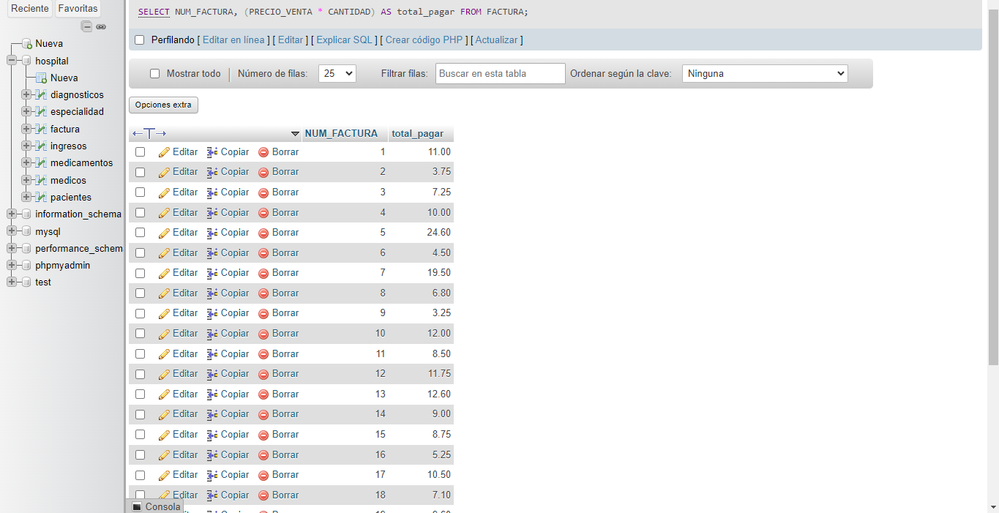 Reciente Favoritas
Nueva
hospital
Nueva
diagnosticos
especialidad
factura
ingresos
medicamentos
medicos
pacientes
information_schema
mysql
performance_schem
phpmyadmin
test
SELECT NUM_FACTURA, (PRECIO_VENTA * CANTIDAD) AS total_pagar FROM FACTURA;
Perfilando [ Editar en línea ] [ Editar ] [ Explicar SQL ] [ Crear código PHP ] [ Actualizar ]
Mostrar todo Número de filas: 25 Filtrar filas: Buscar en esta tabla Ordenar según la clave: Ninguna
Opciones extra
←T→ NUM_FACTURA total_pagar
Editar Copiar Borrar 1 11.00
Editar Copiar Borrar 2 3.75
Editar Copiar Borrar 3 7.25
Editar Copiar Borrar 4 10.00
Editar Copiar Borrar 5 24.60
Editar Copiar Borrar 6 4.50
Editar Copiar Borrar 7 19.50
Editar Copiar Borrar 8 6.80
Editar Copiar Borrar 9 3.25
Editar Copiar Borrar 10 12.00
Editar Copiar Borrar 11 8.50
Editar Copiar Borrar 12 11.75
Editar Copiar Borrar 13 12.60
Editar Copiar Borrar 14 9.00
Editar Copiar Borrar 15 8.75
Editar Copiar Borrar 16 5.25
Editar Copiar Borrar 17 10.50
Editar Copiar Borrar 18 7.10
Consola